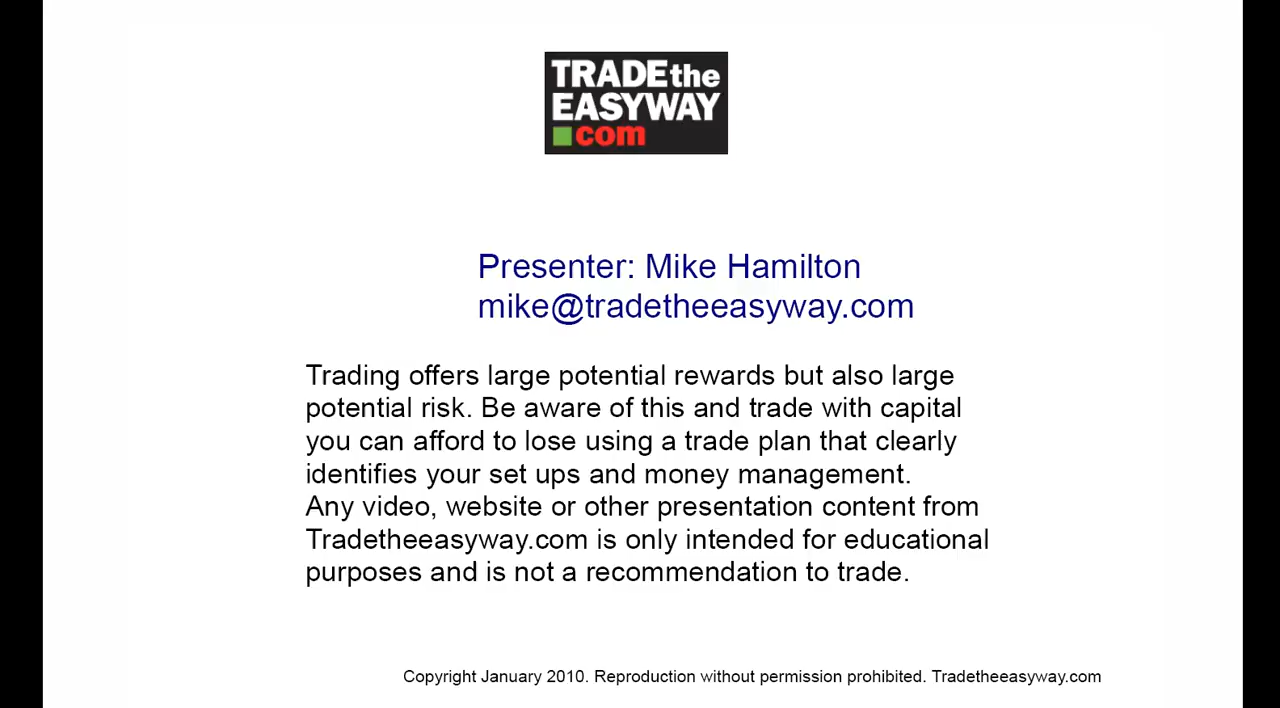 TRADEthe
EASYWAY
.com
Presenter: Mike Hamilton
mike@tradetheeasyway.com
Trading offers large potential rewards but also large
potential risk. Be aware of this and trade with capital
you can afford to lose using a trade plan that clearly
identifies your set ups and money management.
Any video, website or other presentation content from
Tradetheeasyway.com is only intended for educational
purposes and is not a recommendation to trade.
Copyright January 2010. Reproduction without permission prohibited. Tradetheeasyway.com